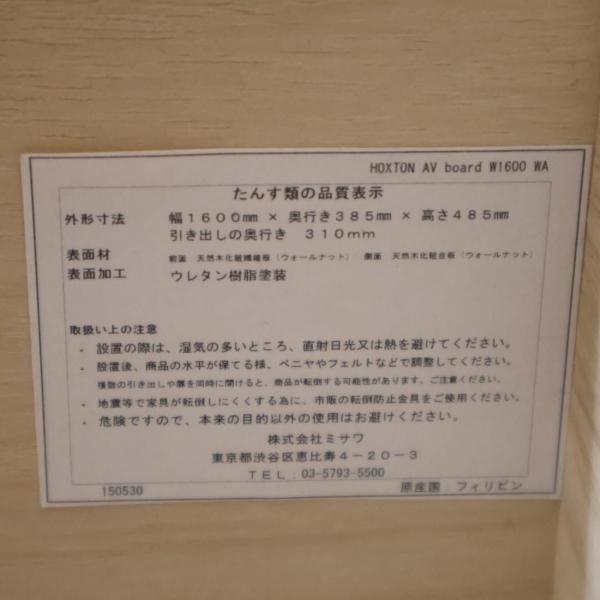 HOXTON AV board W1600 WA
たんす類の品質表示
外形寸法 幅1600mm × 奥行き385mm × 高さ485mm
引き出しの奥行き 310mm
表面材 前面 天然木化粧繊維板（ウォールナット） 側面 天然木化粧合板（ウォールナット）
表面加工 ウレタン樹脂塗装
取扱い上の注意
・設置の際は、湿気の多いところ、直射日光又は熱を避けてください。
・設置後、商品の水平が保てる様、ベニヤやフェルトなどで調整してください。
複数の引き出しや扉を同時に開けると、商品が転倒する可能性があります。ご注意ください。
・地震等で家具が転倒しにくくする為に、市販の転倒防止金具をご使用ください。
・危険ですので、本来の目的以外の使用はお避けください。
株式会社ミサワ
東京都渋谷区恵比寿4－20－3
TEL.03-5793-5500
150530 原産国 フィリピン